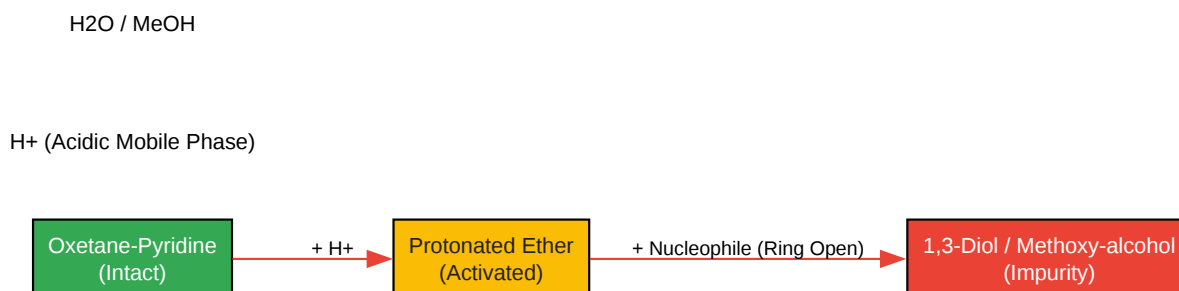 H2O / MeOH
H+ (Acidic Mobile Phase)
Oxetane-Pyridine
(Intact)
+ H+
Protonated Ether
(Activated)
+ Nucleophile (Ring Open)
1,3-Diol / Methoxy-alcohol
(Impurity)